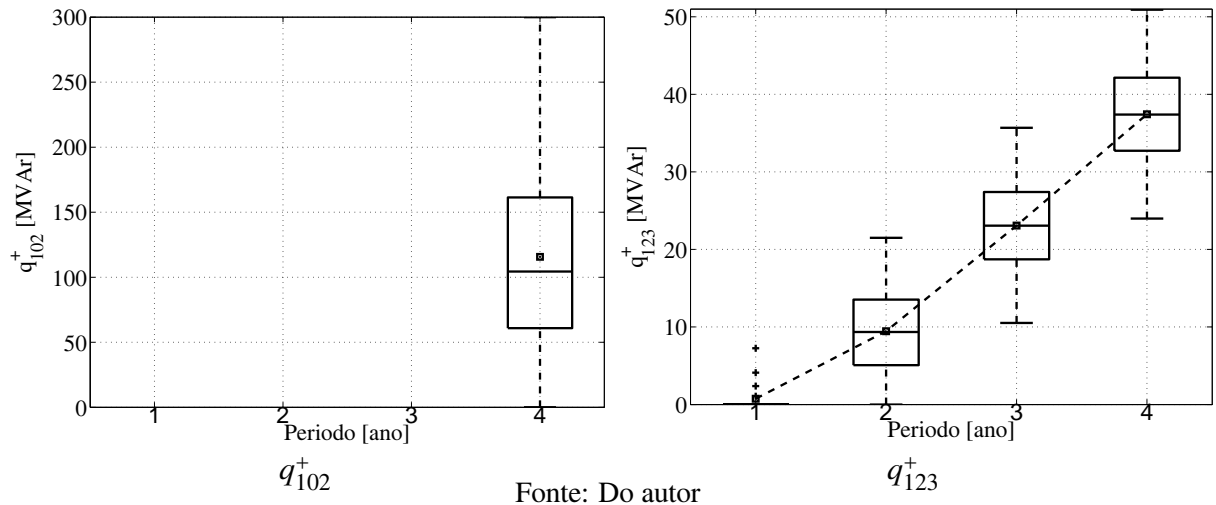 300
250
200
150
100
50
0
q+102 [MVAr]
1 2 3 4
Periodo [ano]
q+102
50
40
30
20
10
0
q+123 [MVAr]
1 2 3 4
Periodo [ano]
q+123
Fonte: Do autor